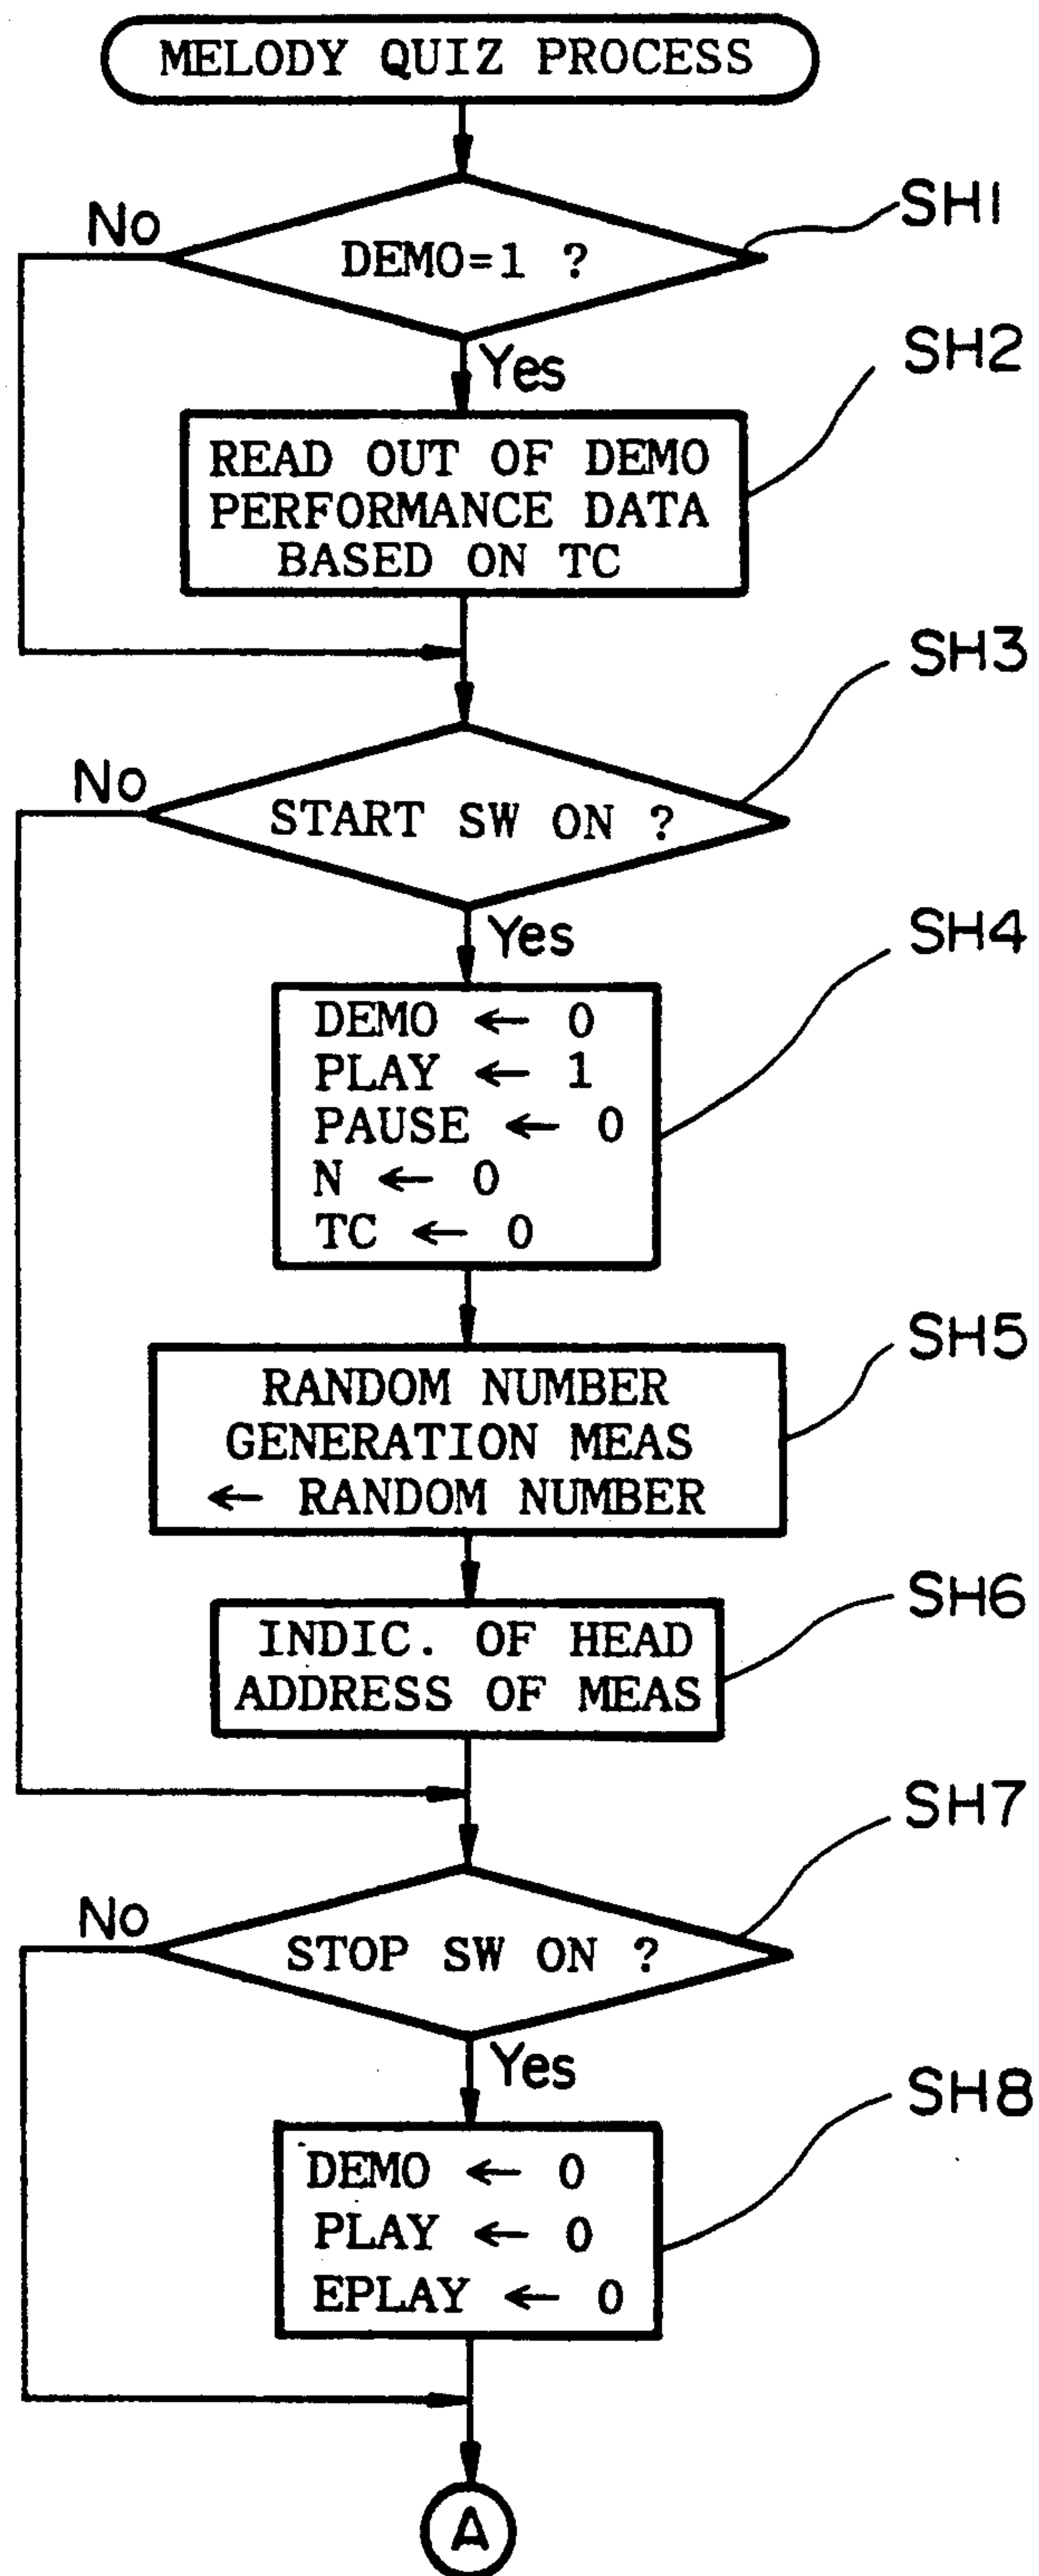 MELODY QUIZ PROCESS
SH1
No
DEMO=1 ?
Yes
SH2
READ OUT OF DEMO
PERFORMANCE DATA
BASED ON TC
SH3
No
START SW ON ?
Yes
SH4
DEMO ← 0
PLAY ← 1
PAUSE ← 0
N ← 0
TC ← 0
SH5
RANDOM NUMBER
GENERATION MEAS
← RANDOM NUMBER
SH6
INDIC. OF HEAD
ADDRESS OF MEAS
SH7
No
STOP SW ON ?
Yes
SH8
DEMO ← 0
PLAY ← 0
EPLAY ← 0
A